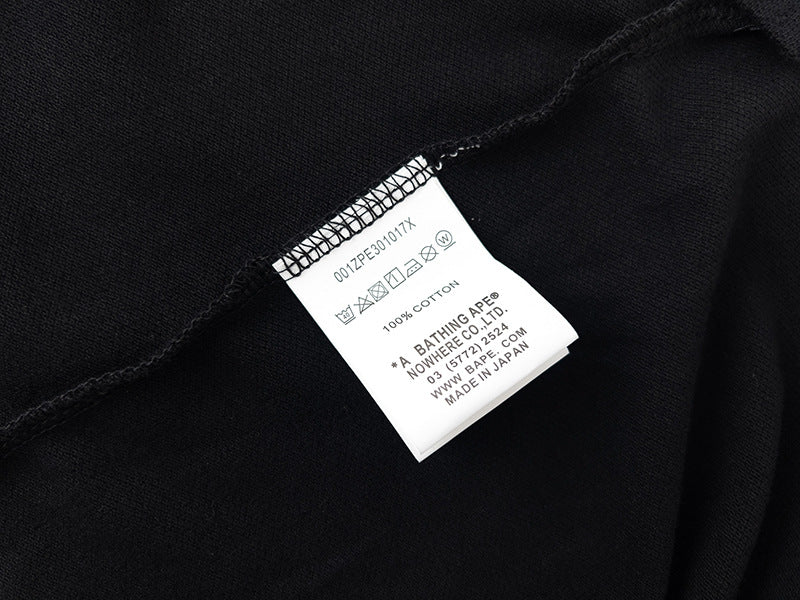 001ZPE301017X
100% COTTON
*A BATHING APE®
NOWHERE CO.,LTD.
03 (5772) 2524
WWW BAPE. COM
MADE IN JAPAN